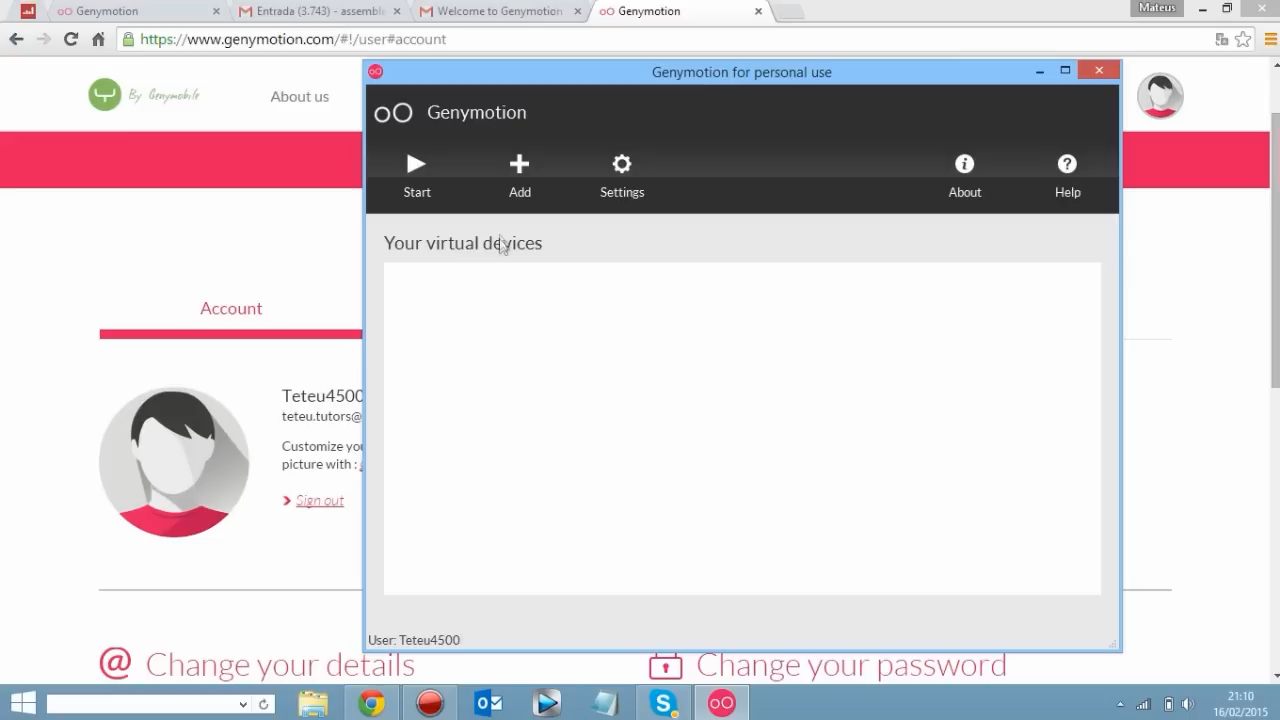 Genymotion
Entrada (3.743) - assembl
Welcome to Genymotion
Genymotion
Mateus
https://www.genymotion.com/#!/user#account
By Genymobile
About us
Genymotion for personal use
Genymotion
Start
Add
Settings
About
Help
Your virtual devices
Account
Teteu4500
teteu.tutors@
Customize you
picture with :
Sign out
User: Teteu4500
@ Change your details
Change your password
21:10
16/02/2015